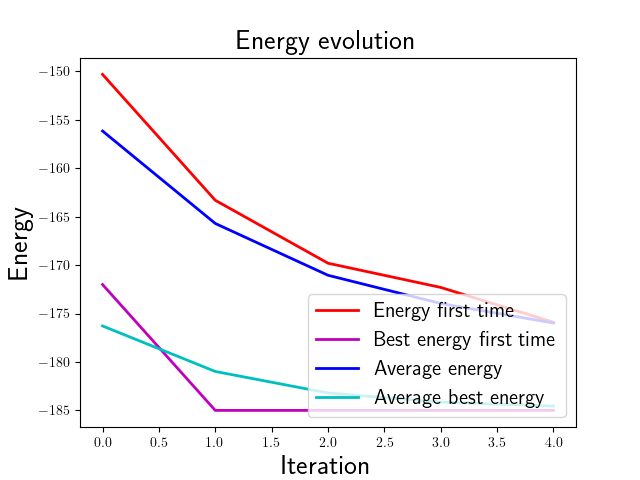 Energy evolution
Energy
−150
−155
−160
−165
−170
−175
−180
−185
Energy first time
Best energy first time
Average energy
Average best energy
0.0 0.5 1.0 1.5 2.0 2.5 3.0 3.5 4.0
Iteration